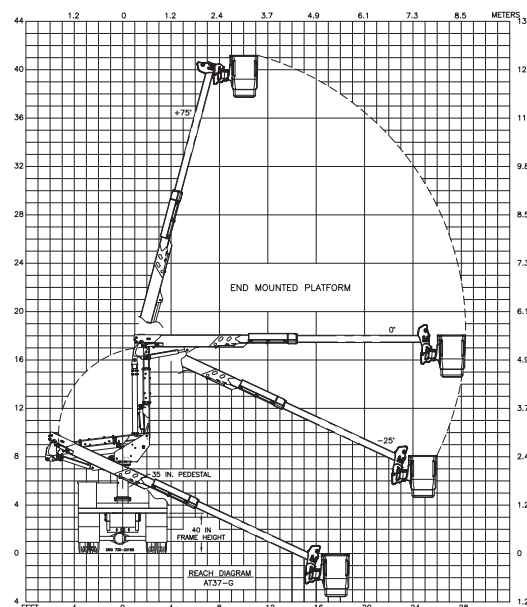 1.2 0 1.2 2.4 3.7 4.9 6.1 7.3 8.5 METERS
44 13
40 12
+75°
36 11
32 9.8
28 8.5
24 7.3
END MOUNTED PLATFORM
20 6.1
0°
16 4.9
12 3.7
-25°
8 2.4
35 IN. PEDESTAL
4 1.2
40 IN
FRAME HEIGHT
0 0
REACH DIAGRAM
AT37-G
4 FEET 4 0 4 8 12 16 20 24 28 1.2